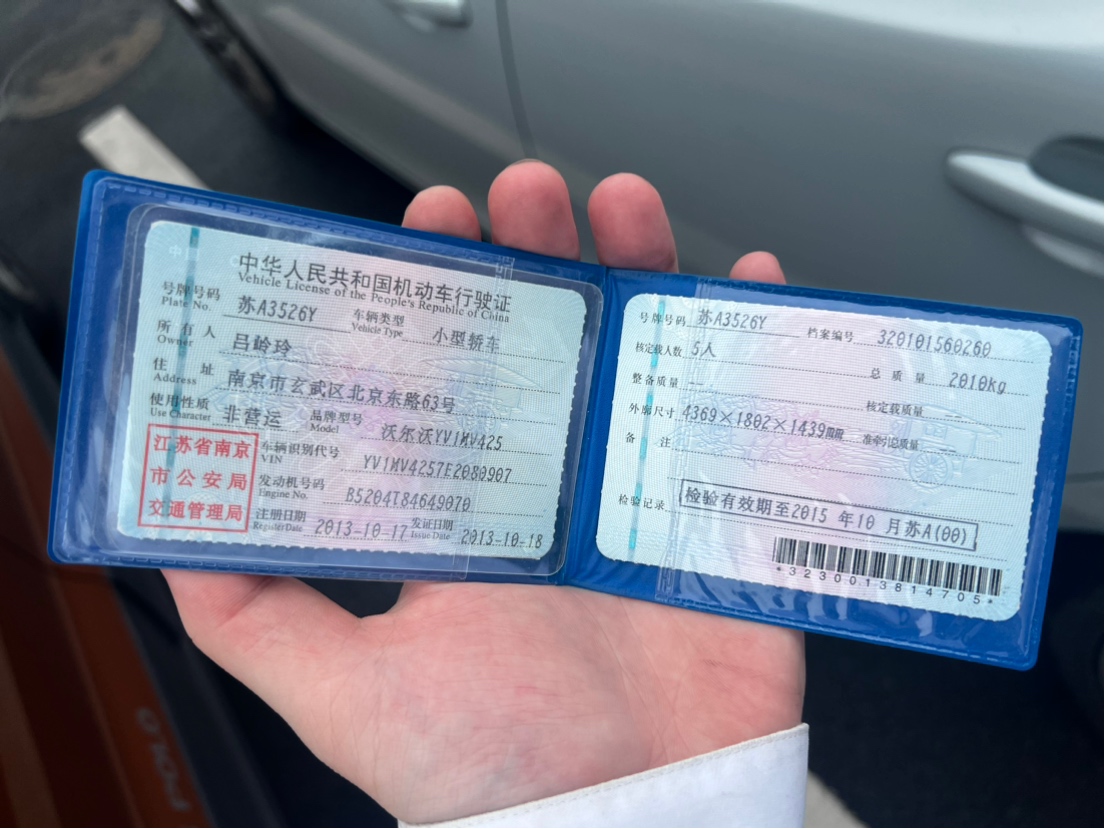 中华人民共和国机动车行驶证
Vehicle License of the People's Republic of China
号牌号码 苏A3526Y 车辆类型 小型轿车
Plate No. Vehicle Type
所有人 吕岭玲
Owner
住址 南京市玄武区北京东路63号
Address
使用性质 非营运 品牌型号 沃尔沃YV1MV425
Use Character Model
江苏省南京
市公安局
交通管理局
车辆识别代号 YV1MV4257F2080907
VIN
发动机号码 B5204T84649070
Engine No.
注册日期 2013-10-17 发证日期 2013-10-18
Register Date Issue Date
号牌号码 苏A3526Y 档案编号 320101560260
核定载人数 5人 总质量 2010kg
整备质量 -- 核定载质量 --
外廓尺寸 4369×1802×1439mm 准牵引总质量 --
备注
检验记录 检验有效期至2015年10月苏A(00)
*3230013814705*
POLO